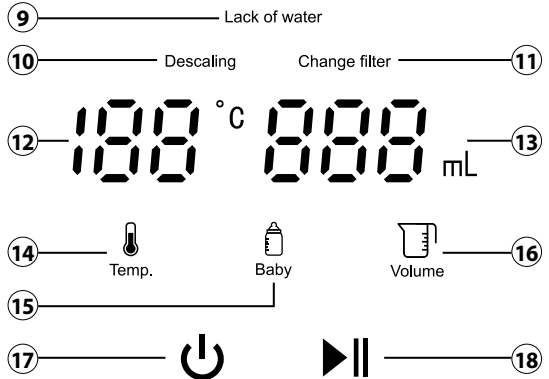 9 Lack of water
10 Descaling Change filter 11
12 188 °C 888 mL 13
14 Temp. Baby Volume 16
15
17 18